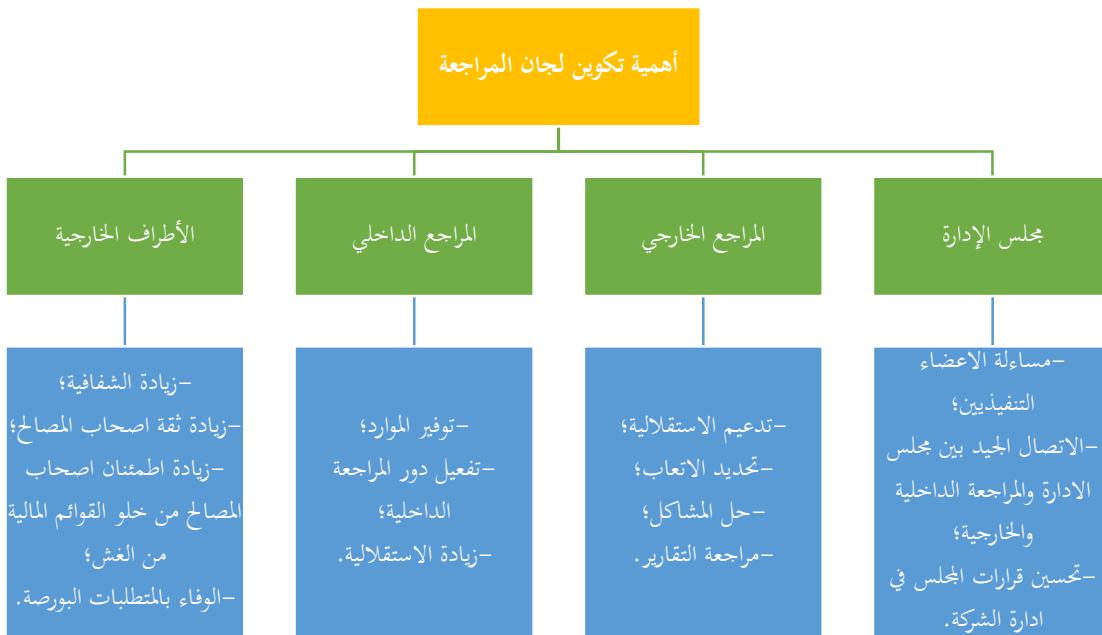 أهمية تكوين لجان المراجعة
مجلس الإدارة
المراجع الخارجي
المراجع الداخلي
الأطراف الخارجية
-مساءلة الاعضاء
التنفيذيين؛
-الاتصال الجيد بين مجلس
الادارة والمراجعة الداخلية
والخارجية؛
-تحسين قرارات المجلس في
ادارة الشركة.
-تدعيم الاستقلالية؛
-تحديد الاتعاب؛
-حل المشاكل؛
-مراجعة التقارير.
-توفير الموارد؛
-تفعيل دور المراجعة
الداخلية؛
-زيادة الاستقلالية.
-زيادة الشفافية؛
-زيادة ثقة اصحاب المصالح؛
-زيادة اطمئنان اصحاب
المصالح من خلو القوائم المالية
من الغش؛
-الوفاء بالمتطلبات البورصة.